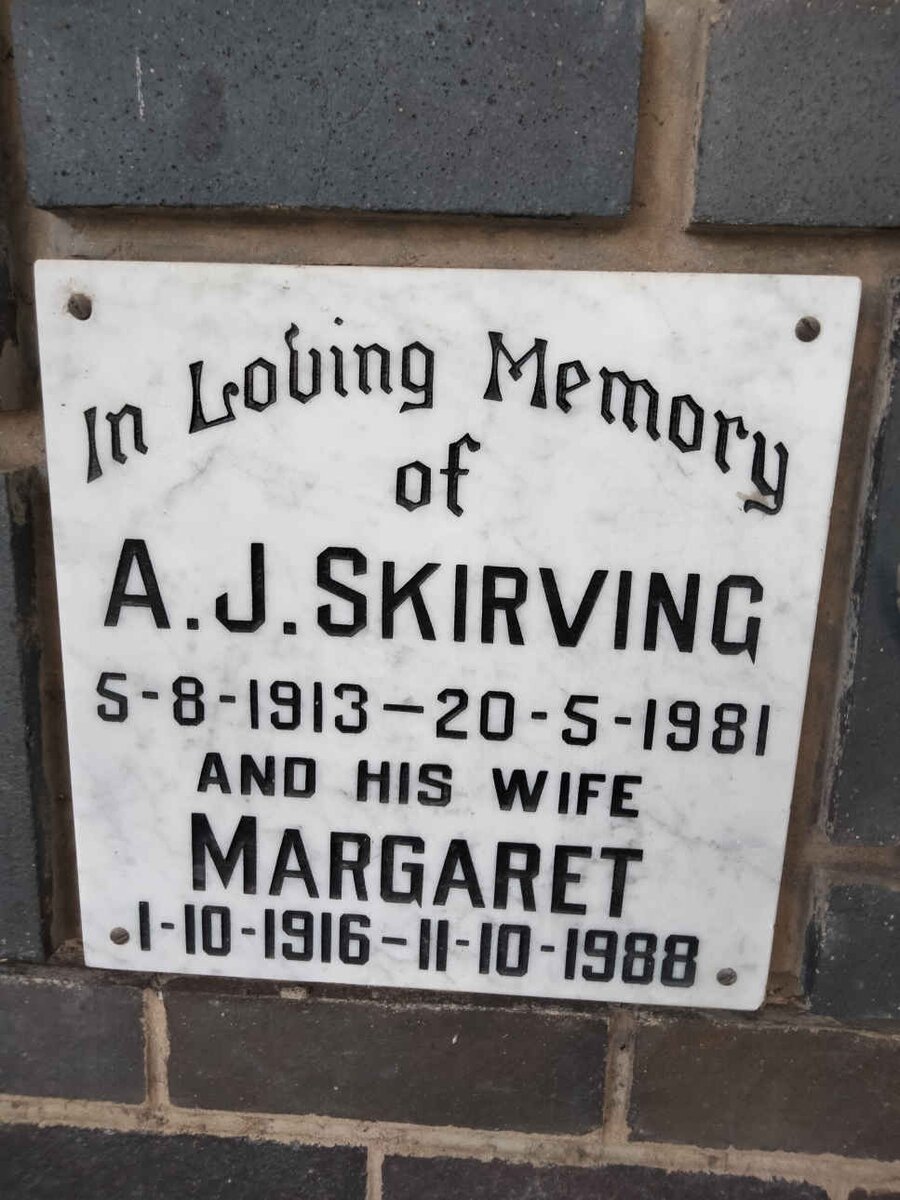 In Loving Memory
of
A.J. SKIRVING
5-8-1913-20-5-1981
AND HIS WIFE
MARGARET
1-10-1916-11-10-1988